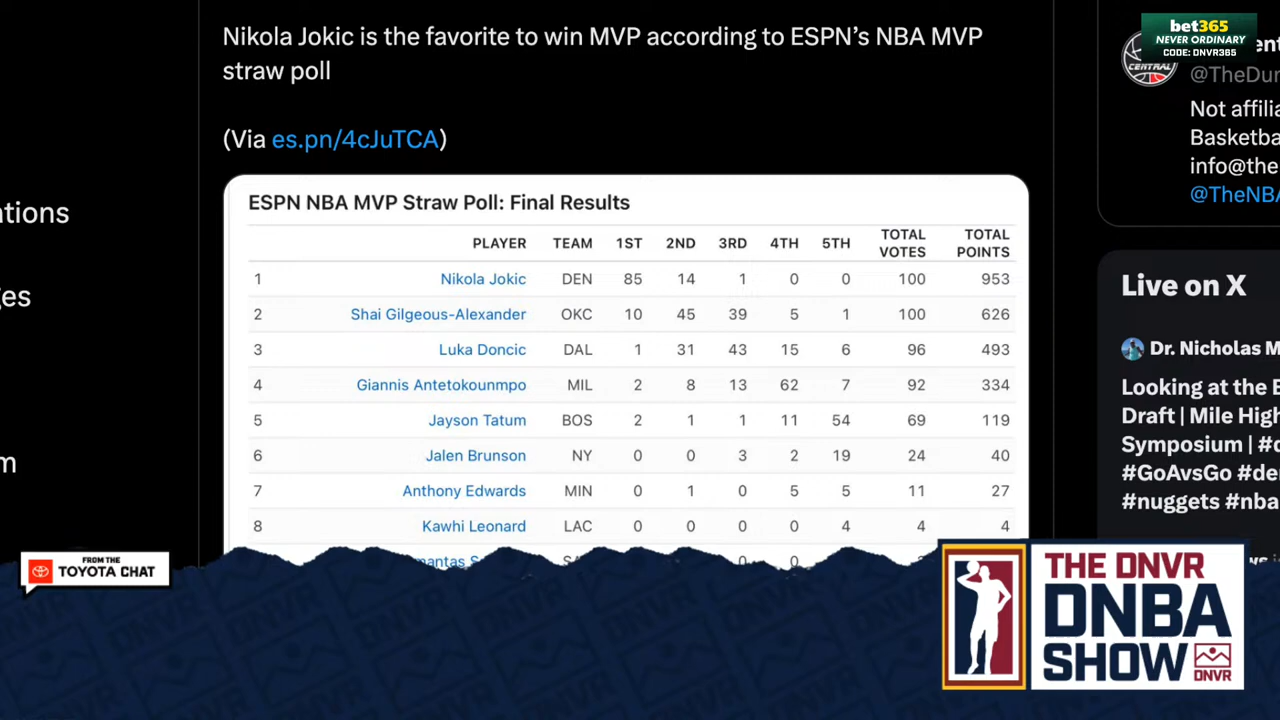 Nikola Jokic is the favorite to win MVP according to ESPN's NBA MVP
straw poll
(Via es.pn/4cJuTCA)
ESPN NBA MVP Straw Poll: Final Results
PLAYER TEAM 1ST 2ND 3RD 4TH 5TH TOTAL VOTES TOTAL POINTS
1 Nikola Jokic DEN 85 14 1 0 0 100 953
2 Shai Gilgeous-Alexander OKC 10 45 39 5 1 100 626
3 Luka Doncic DAL 1 31 43 15 6 96 493
4 Giannis Antetokounmpo MIL 2 8 13 62 7 92 334
5 Jayson Tatum BOS 2 1 1 11 54 69 119
6 Jalen Brunson NY 0 0 3 2 19 24 40
7 Anthony Edwards MIN 0 1 0 5 5 11 27
8 Kawhi Leonard LAC 0 0 0 0 4 4 4
bet365
NEVER ORDINARY
CODE: DNVR365
CENTRAL
@TheDun
Not affilia
Basketba
info@the
@TheNBA
Live on X
Dr. Nicholas M
Looking at the
Draft | Mile High
Symposium | #d
#GoAvsGo #de
#nuggets #nba
FROM THE
TOYOTA CHAT
THE DNVR
DNBA
SHOW
DNVR